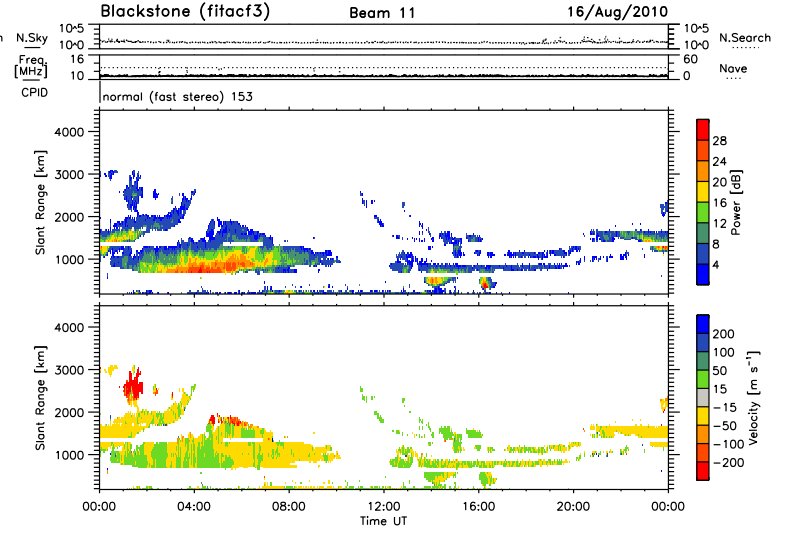 Blackstone (fitacf3) Beam 11 16/Aug/2010
h N.Sky 10^5 10^0 10^5 10^0 N.Search
Freq. [MHz] 16 10 60 0 Nave
CPID normal (fast stereo) 153
Slant Range [km] 4000 3000 2000 1000
28 24 20 16 12 8 4 Power [dB]
Slant Range [km] 4000 3000 2000 1000
200 100 50 15 −15 −50 −100 −200 Velocity [m s⁻¹]
00:00 04:00 08:00 12:00 16:00 20:00 00:00
Time UT